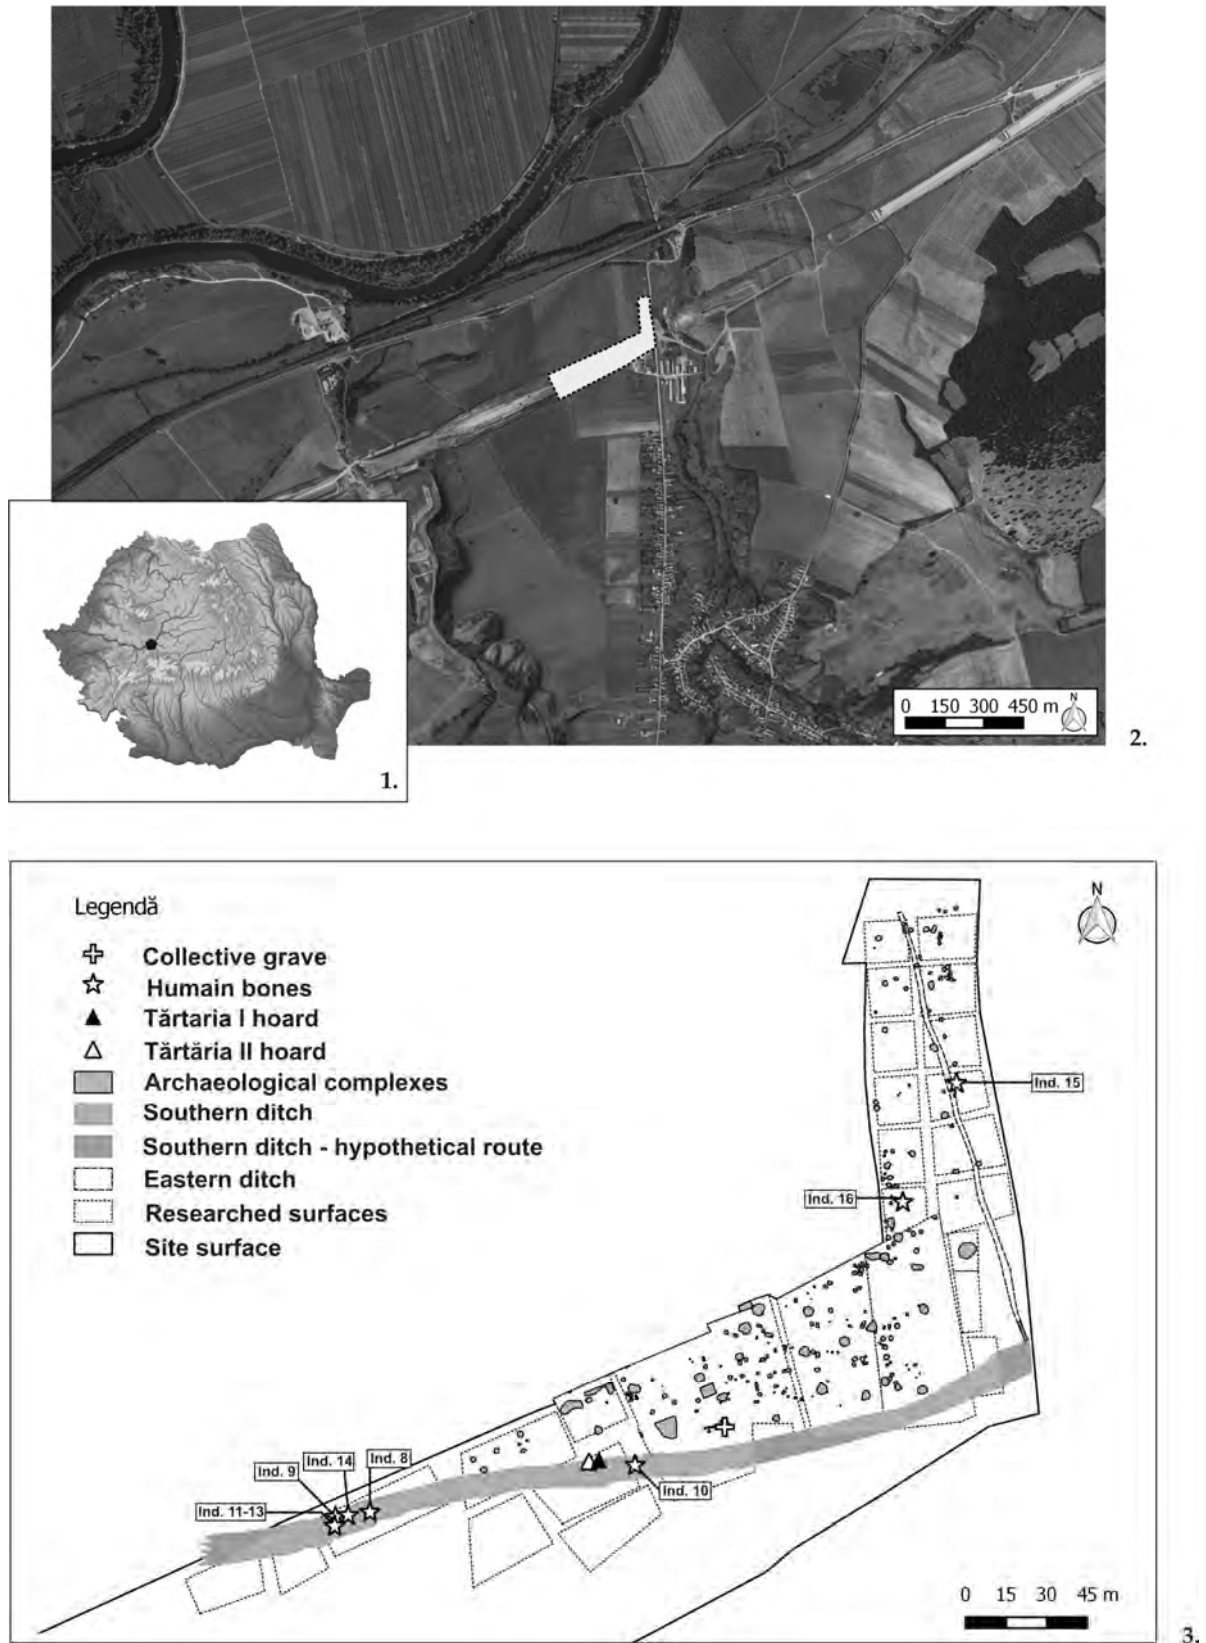 N
0 150 300 450 m
2.
1.
Legendă
N
Collective grave
Humain bones
Tărtaria I hoard
Tărtăria II hoard
Archaeological complexes
Southern ditch
Southern ditch - hypothetical route
Eastern ditch
Researched surfaces
Site surface
Ind. 15
Ind. 16
Ind. 9
Ind. 14
Ind. 8
Ind. 11-13
Ind. 10
0 15 30 45 m
3.